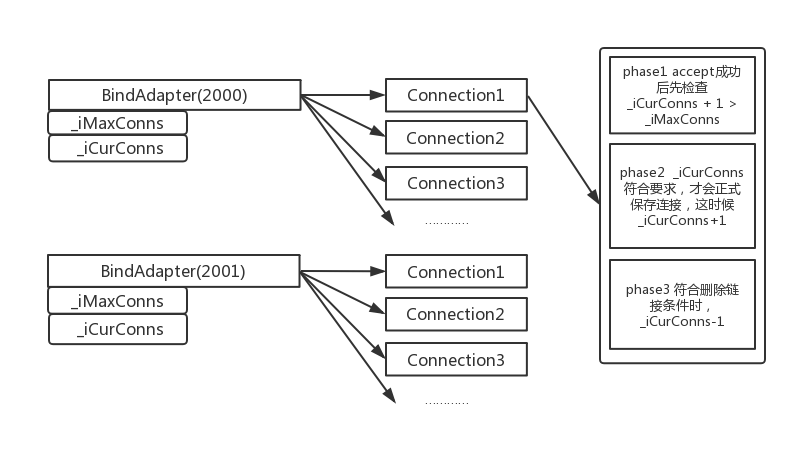 BindAdapter(2000)
_iMaxConns
_iCurConns
Connection1
Connection2
Connection3
…………
phase1 accept成功
后先检查
_iCurConns + 1 >
_iMaxConns
phase2  _iCurConns
符合要求，才会正式
保存连接，这时候
_iCurConns+1
phase3 符合删除链
接条件时，
_iCurConns-1
BindAdapter(2001)
_iMaxConns
_iCurConns
Connection1
Connection2
Connection3
…………